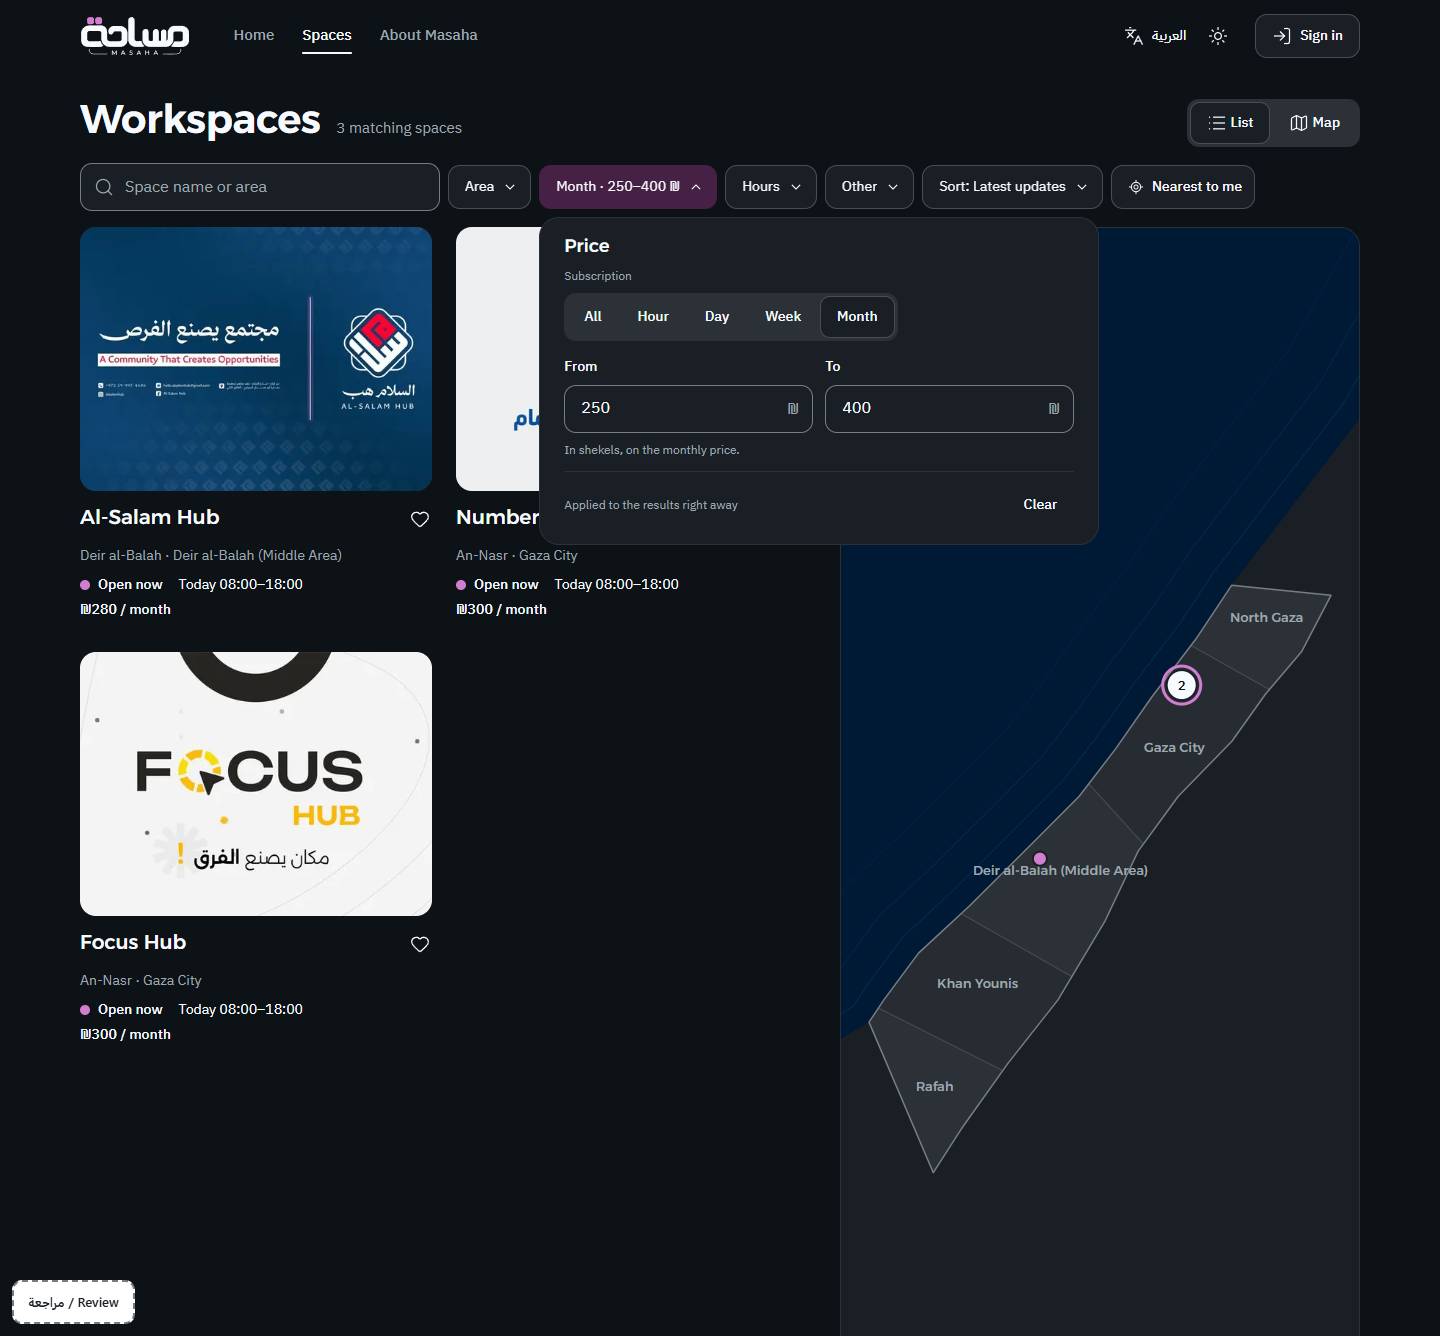 مساحة
MASAHA
Home
Spaces
About Masaha
العربية
Sign in
Workspaces
3 matching spaces
List
Map
Space name or area
Area
Month · 250–400 ₪
Hours
Other
Sort: Latest updates
Nearest to me
Price
Subscription
All
Hour
Day
Week
Month
From
To
250 ₪
400 ₪
In shekels, on the monthly price.
Applied to the results right away
Clear
مجتمع يصنع الفرص
A Community That Creates Opportunities
السلام هب
AL-SALAM HUB
Al-Salam Hub
Deir al-Balah · Deir al-Balah (Middle Area)
Open now
Today 08:00–18:00
₪280 / month
Number
An-Nasr · Gaza City
Open now
Today 08:00–18:00
₪300 / month
FOCUS
HUB
مكان يصنع الفرق !
Focus Hub
An-Nasr · Gaza City
Open now
Today 08:00–18:00
₪300 / month
North Gaza
2
Gaza City
Deir al-Balah (Middle Area)
Khan Younis
Rafah
مراجعة / Review